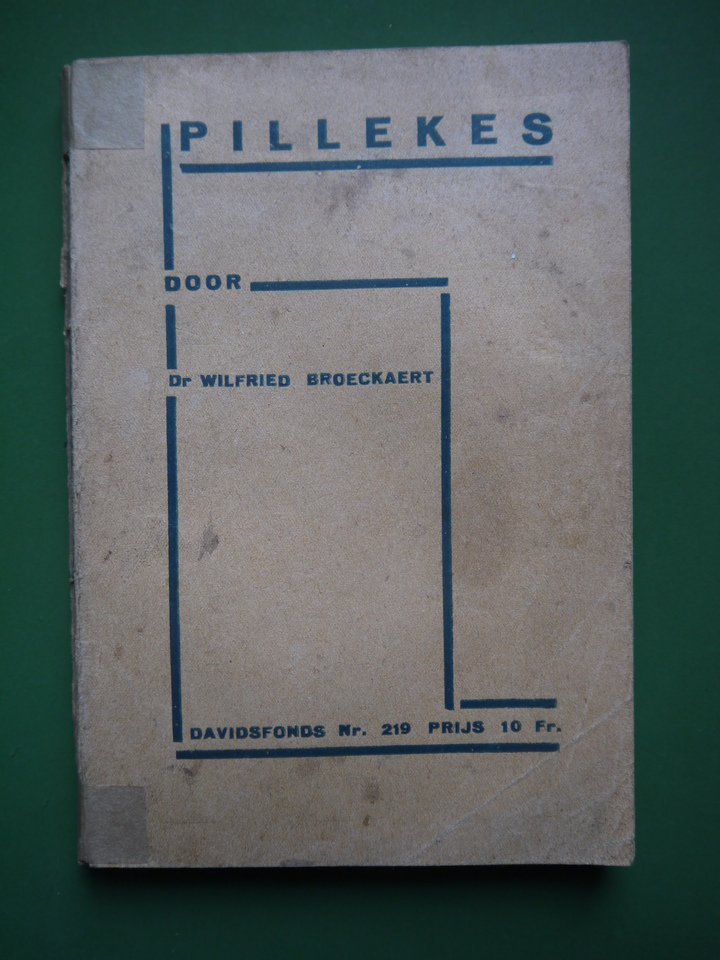 PILLEKES
DOOR
Dr WILFRIED BROECKAERT
DAVIDSFONDS Nr. 219 PRIJS 10 Fr.